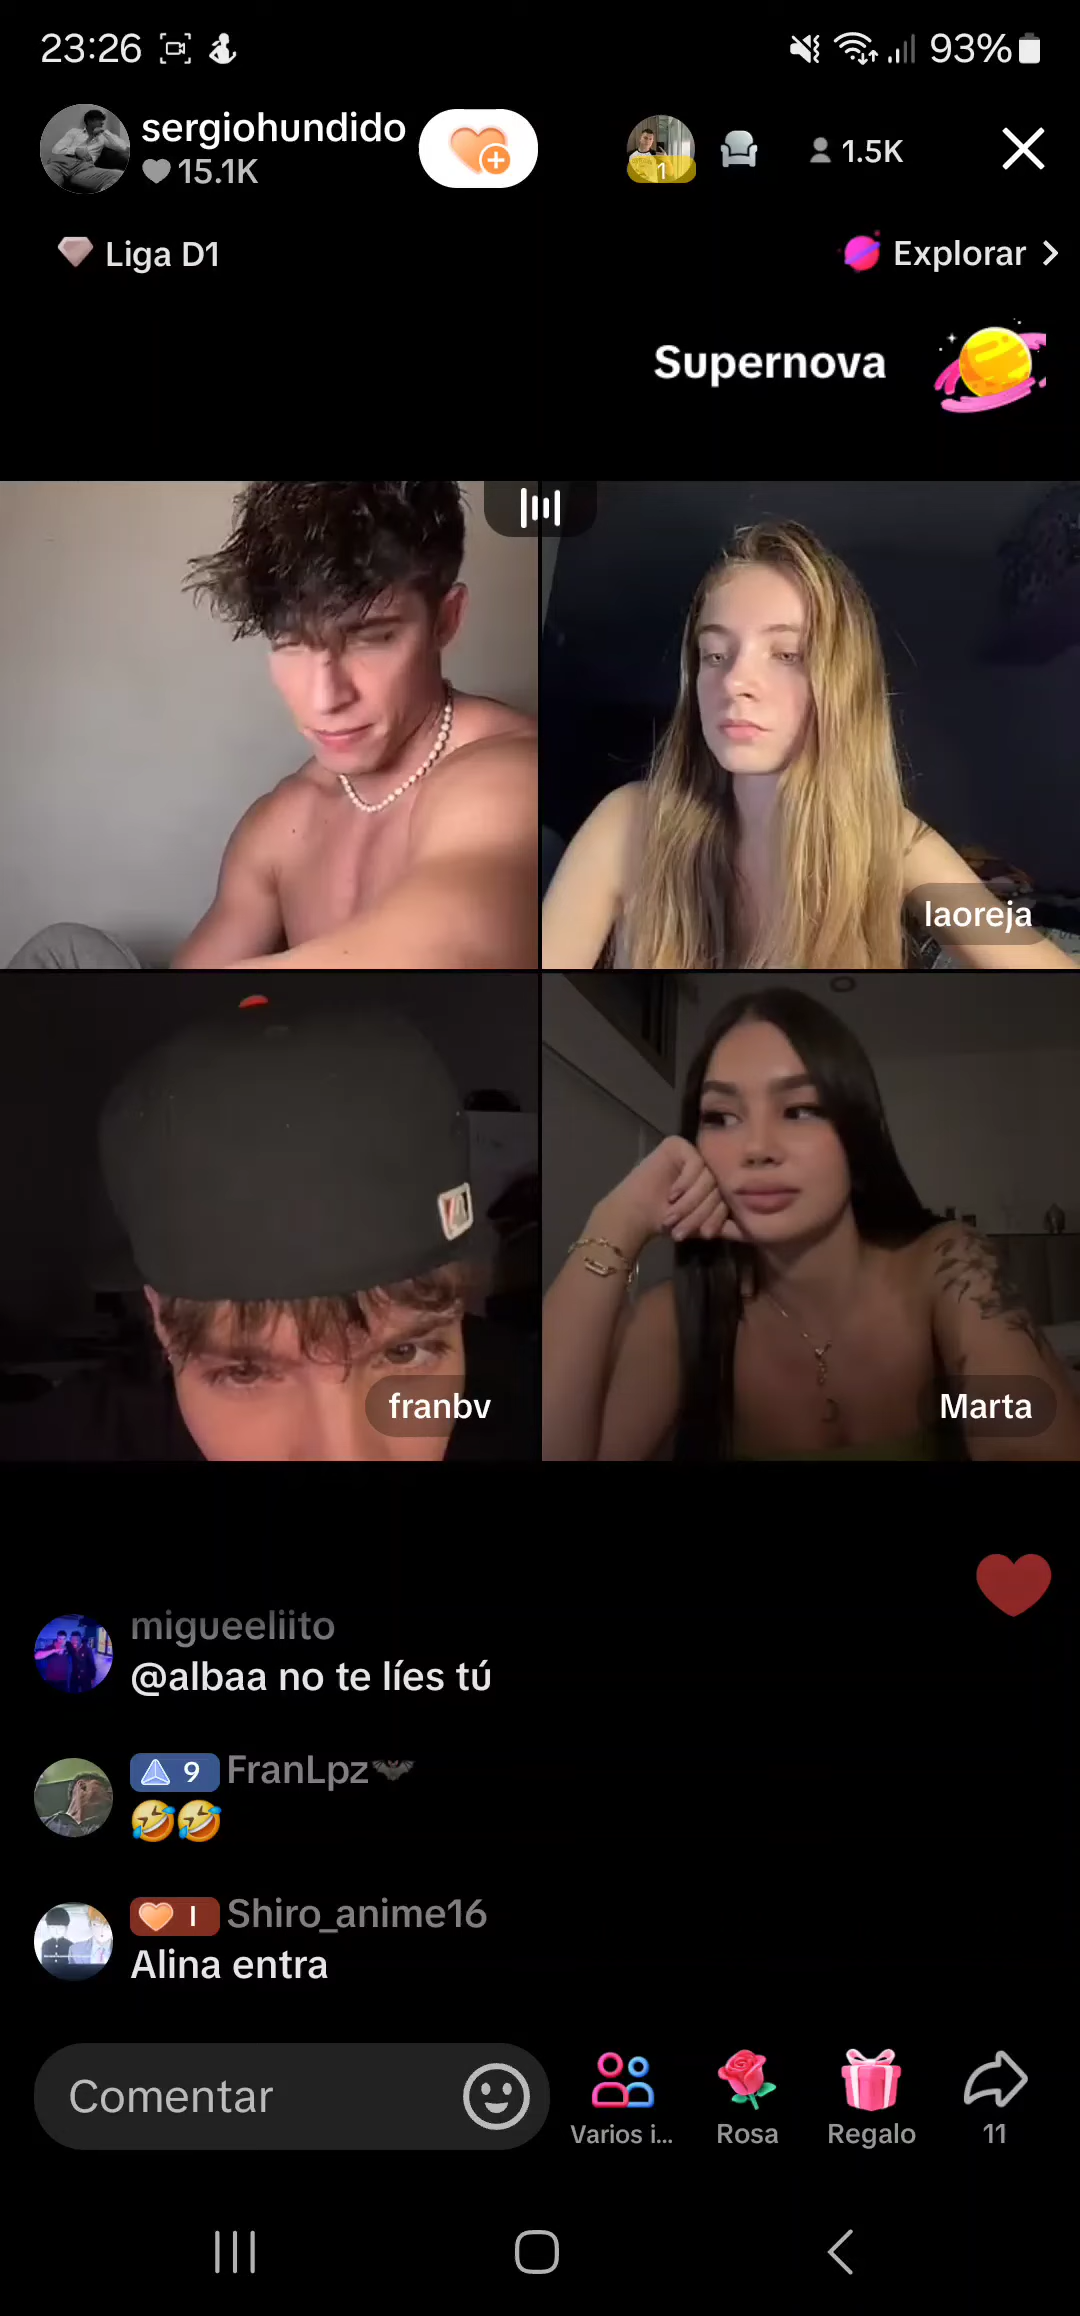 23:26
93%
sergiohundido
15.1K
1
1.5K
Liga D1
Explorar
Supernova
laoreja
franbv
Marta
migueeliito
@albaa no te líes tú
9 FranLpz🦇
🤣🤣
I Shiro_anime16
Alina entra
Comentar
Varios i...
Rosa
Regalo
11